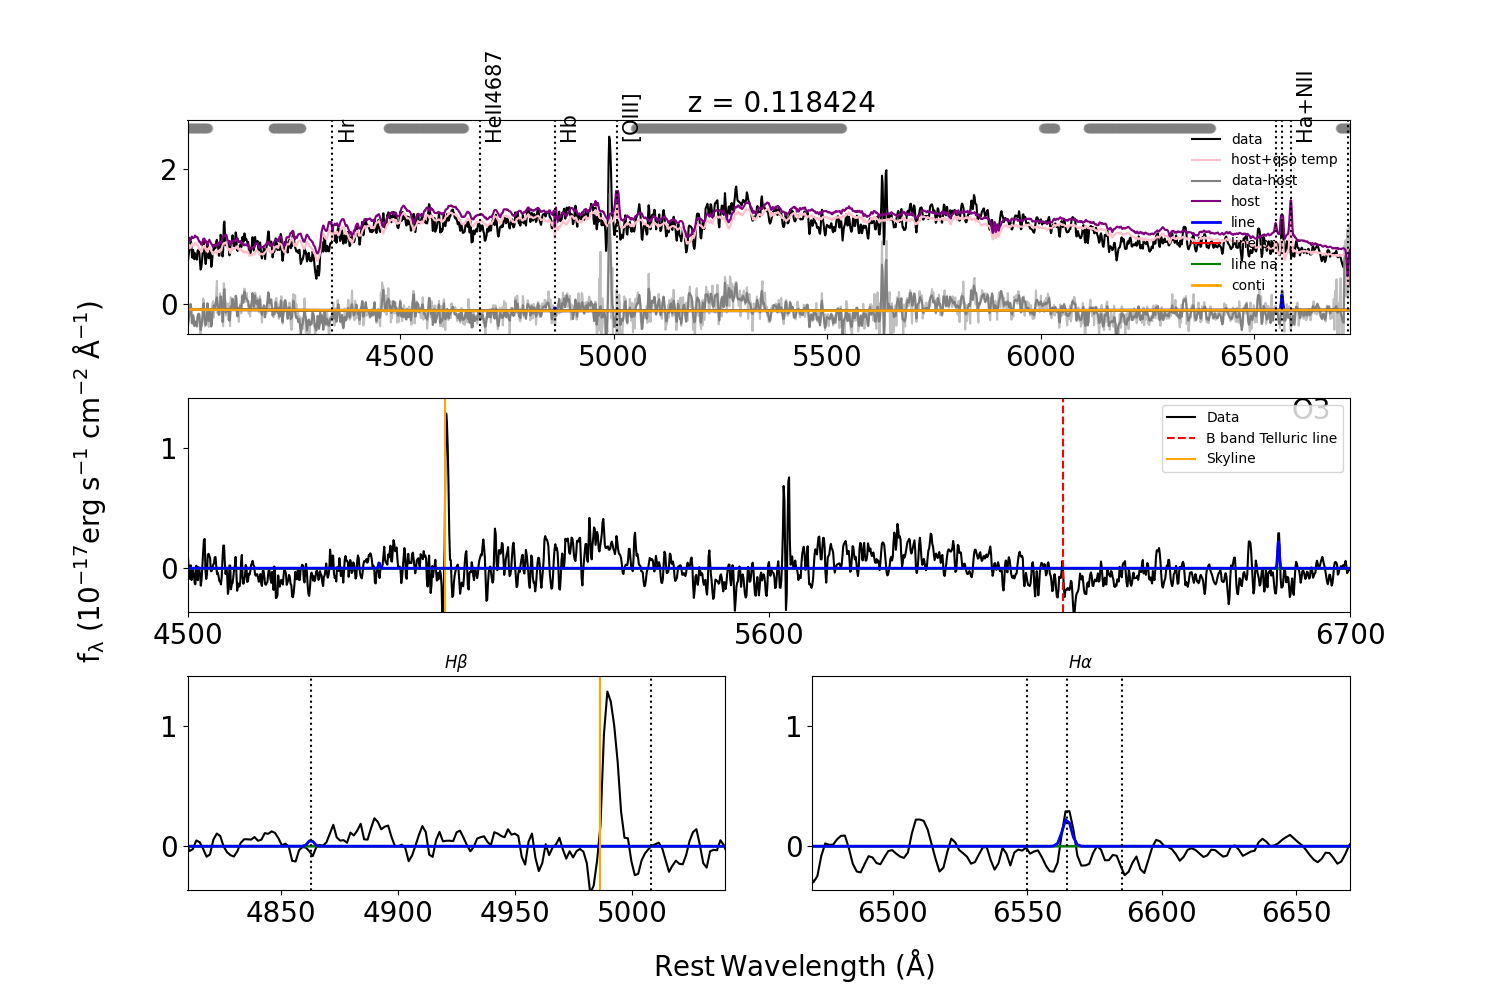 z = 0.118424
Hr
HeII4687
Hb
[OIII]
Ha+NII
data
host+qso temp
data-host
host
line
line na
conti
2
0
4500
5000
5500
6000
6500
O3
Data
B band Telluric line
Skyline
1
0
4500
5600
6700
fλ (10⁻¹⁷erg s⁻¹ cm⁻² Å⁻¹)
Hβ
1
0
4850
4900
4950
5000
Hα
1
0
6500
6550
6600
6650
Rest Wavelength (Å)